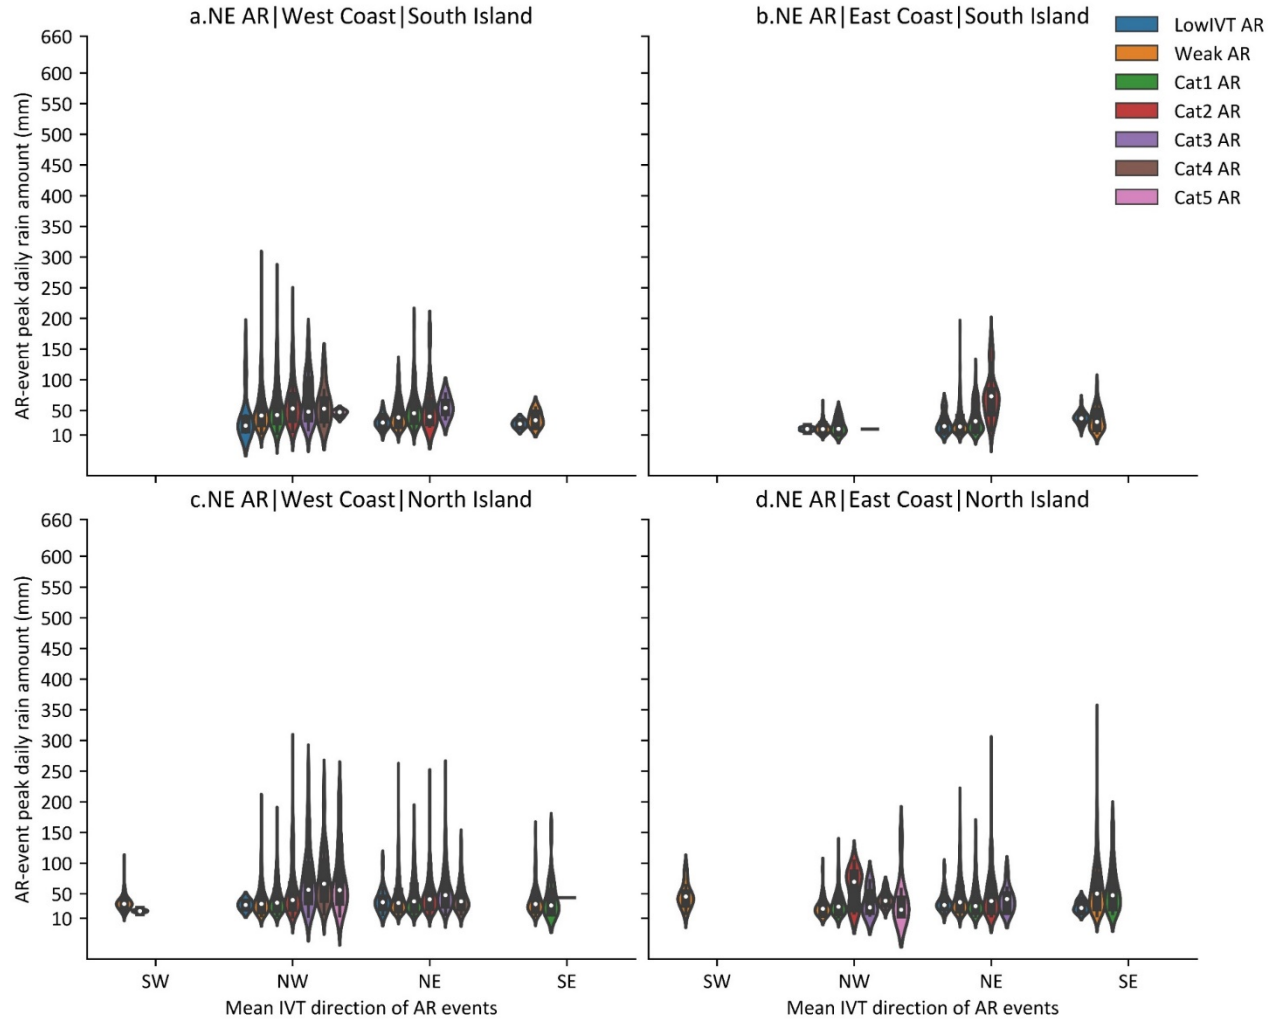 a.NE AR|West Coast|South Island
b.NE AR|East Coast|South Island
LowIVT AR
Weak AR
Cat1 AR
Cat2 AR
Cat3 AR
Cat4 AR
Cat5 AR
AR-event peak daily rain amount (mm)
660
600
550
500
450
400
350
300
250
200
150
100
50
10
c.NE AR|West Coast|North Island
d.NE AR|East Coast|North Island
AR-event peak daily rain amount (mm)
660
600
550
500
450
400
350
300
250
200
150
100
50
10
SW NW NE SE
SW NW NE SE
Mean IVT direction of AR events
Mean IVT direction of AR events